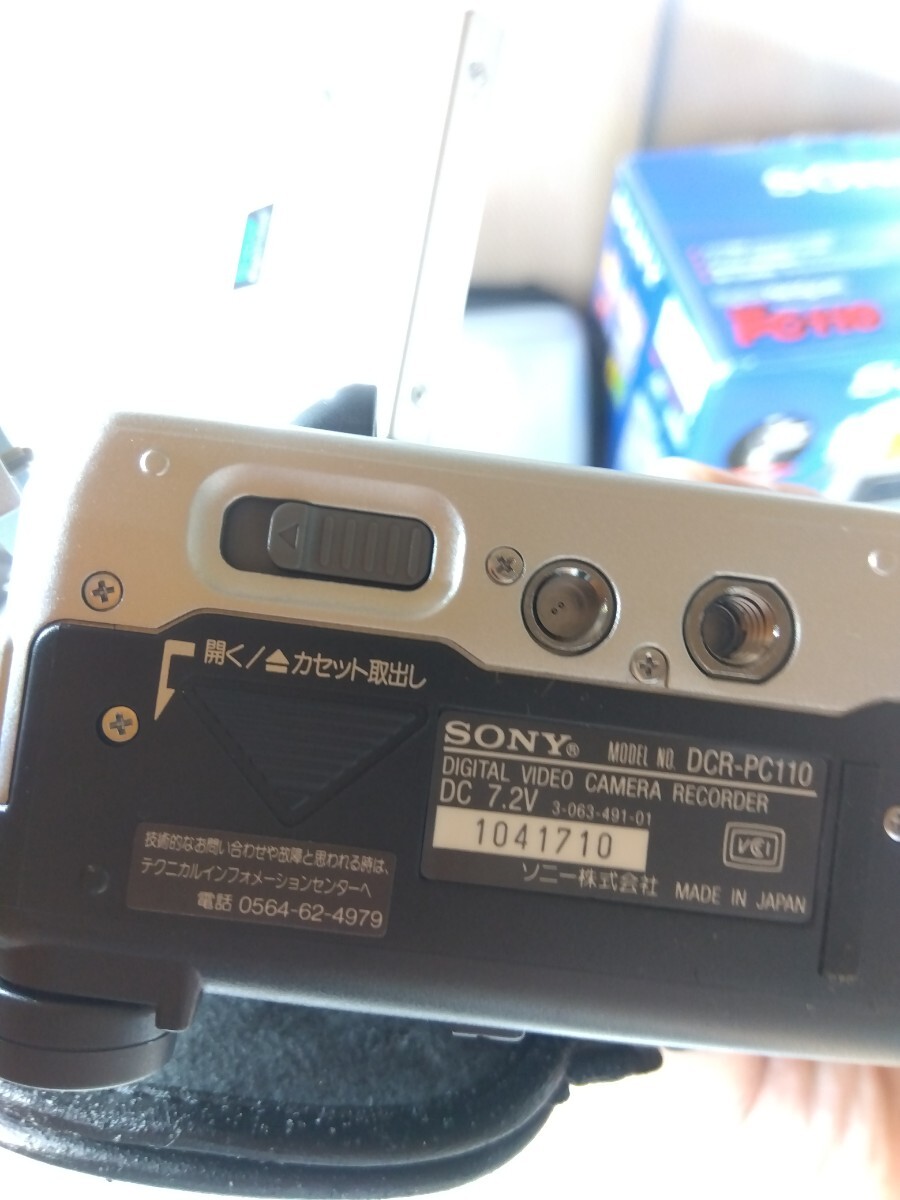 SONY
PC110
開く/⏏カセット取出し
SONY® MODEL NO. DCR-PC110
DIGITAL VIDEO CAMERA RECORDER
DC 7.2V 3-063-491-01
1041710
VCI
ソニー株式会社 MADE IN JAPAN
技術的なお問い合わせや故障と思われる時は、
テクニカルインフォメーションセンターへ
電話 0564-62-4979